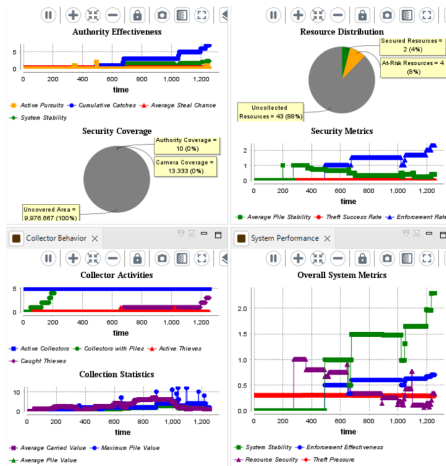 Authority Effectiveness
5
0
0 200 400 600 800 1,000 1,200
time
Active Pursuits Cumulative Catches Average Steal Chance
System Stability
Security Coverage
Authority Coverage =
10 (0%)
Camera Coverage =
13.333 (0%)
Uncovered Area =
9,976.667 (100%)
Resource Distribution
Secured Resources =
2 (4%)
At-Risk Resources = 4
(8%)
Uncollected
Resources = 43 (88%)
Security Metrics
2
1
0
0 200 400 600 800 1,000 1,200
time
Average Pile Stability Theft Success Rate Enforcement Rate
Collector Behavior
Collector Activities
5.0
2.5
0.0
0 200 400 600 800 1,000 1,200
time
Active Collectors Collectors with Piles Active Thieves
Caught Thieves
Collection Statistics
10
0
0 200 400 600 800 1,000 1,200
time
Average Carried Value Maximum Pile Value
Average Pile Value
System Performance
Overall System Metrics
2.0
1.5
1.0
0.5
0.0
0 200 400 600 800 1,000 1,200
time
System Stability Enforcement Effectiveness
Resource Security Theft Pressure